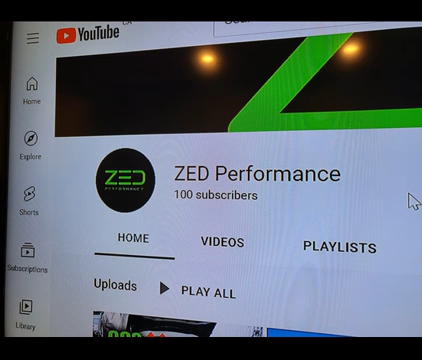 YouTube
CA
Home
Explore
Shorts
Subscriptions
Library
ZED
PERFORMANCE
ZED Performance
100 subscribers
HOME
VIDEOS
PLAYLISTS
Uploads
PLAY ALL